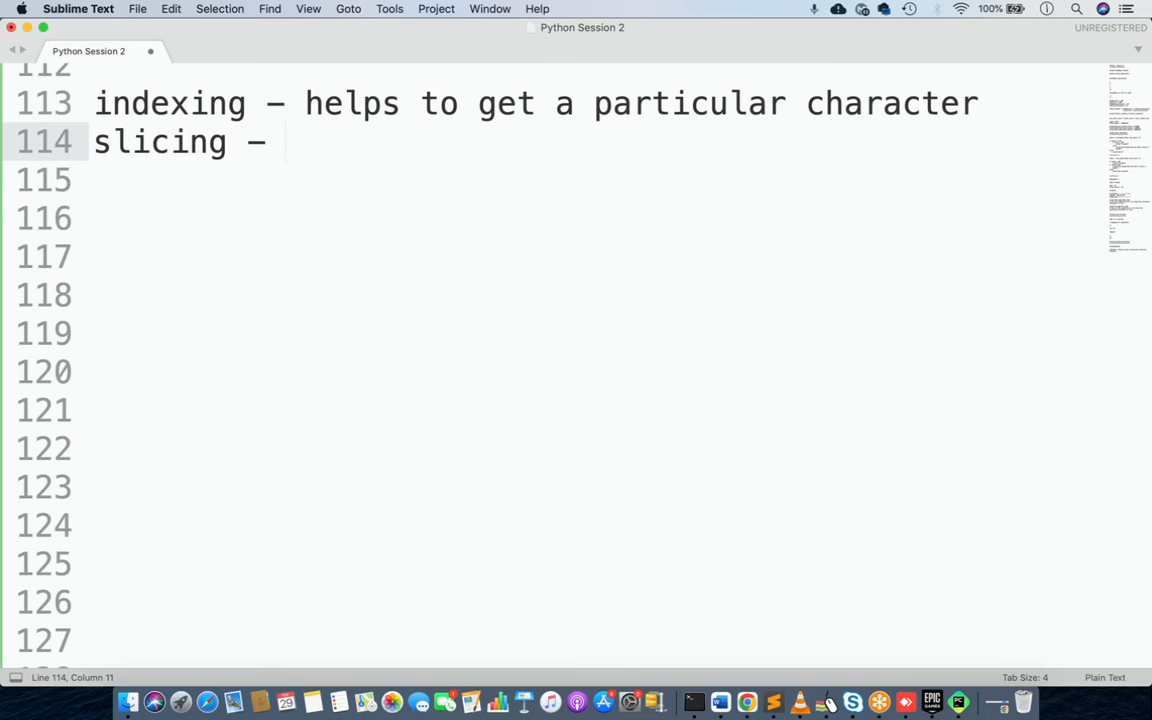 Sublime Text File Edit Selection Find View Goto Tools Project Window Help 100%
Python Session 2
UNREGISTERED
Python Session 2
112
113 indexing - helps to get a particular character
114 slicing -
115
116
117
118
119
120
121
122
123
124
125
126
127
Line 114, Column 11 Tab Size: 4 Plain Text